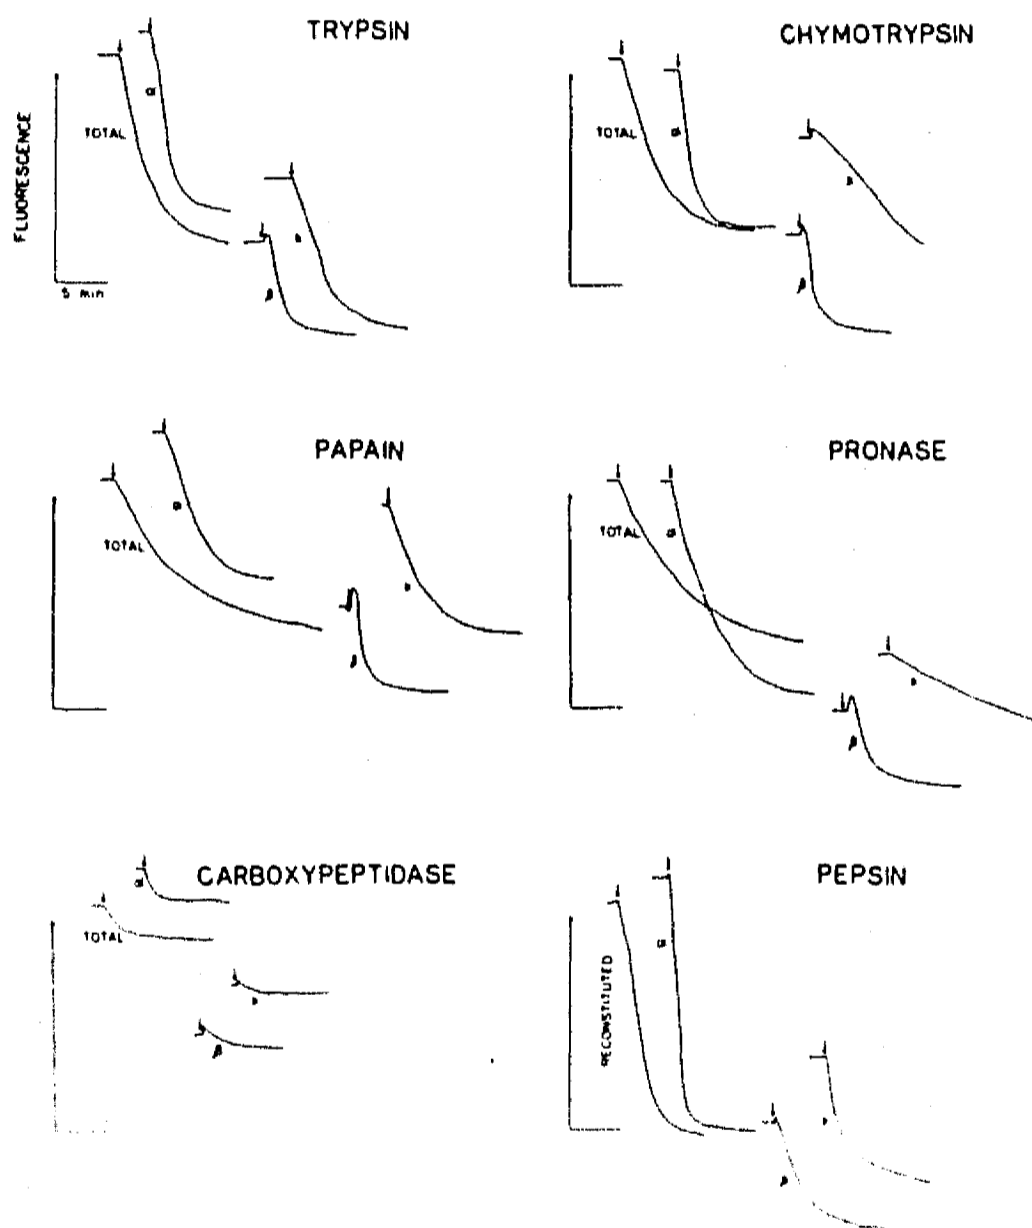 TRYPSIN
CHYMOTRYPSIN
FLUORESCENCE
TOTAL
α
β
5 min
TOTAL
α
β
PAPAIN
PRONASE
TOTAL
α
β
TOTAL
α
β
CARBOXYPEPTIDASE
PEPSIN
α
TOTAL
β
RECONSTITUTED
α
β